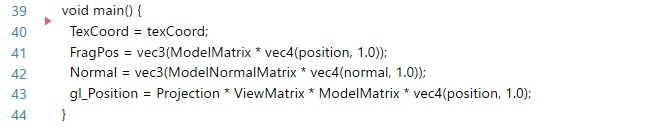 39 void main() {
40 TexCoord = texCoord;
41 FragPos = vec3(ModelMatrix * vec4(position, 1.0));
42 Normal = vec3(ModelNormalMatrix * vec4(normal, 1.0));
43 gl_Position = Projection * ViewMatrix * ModelMatrix * vec4(position, 1.0);
44 }